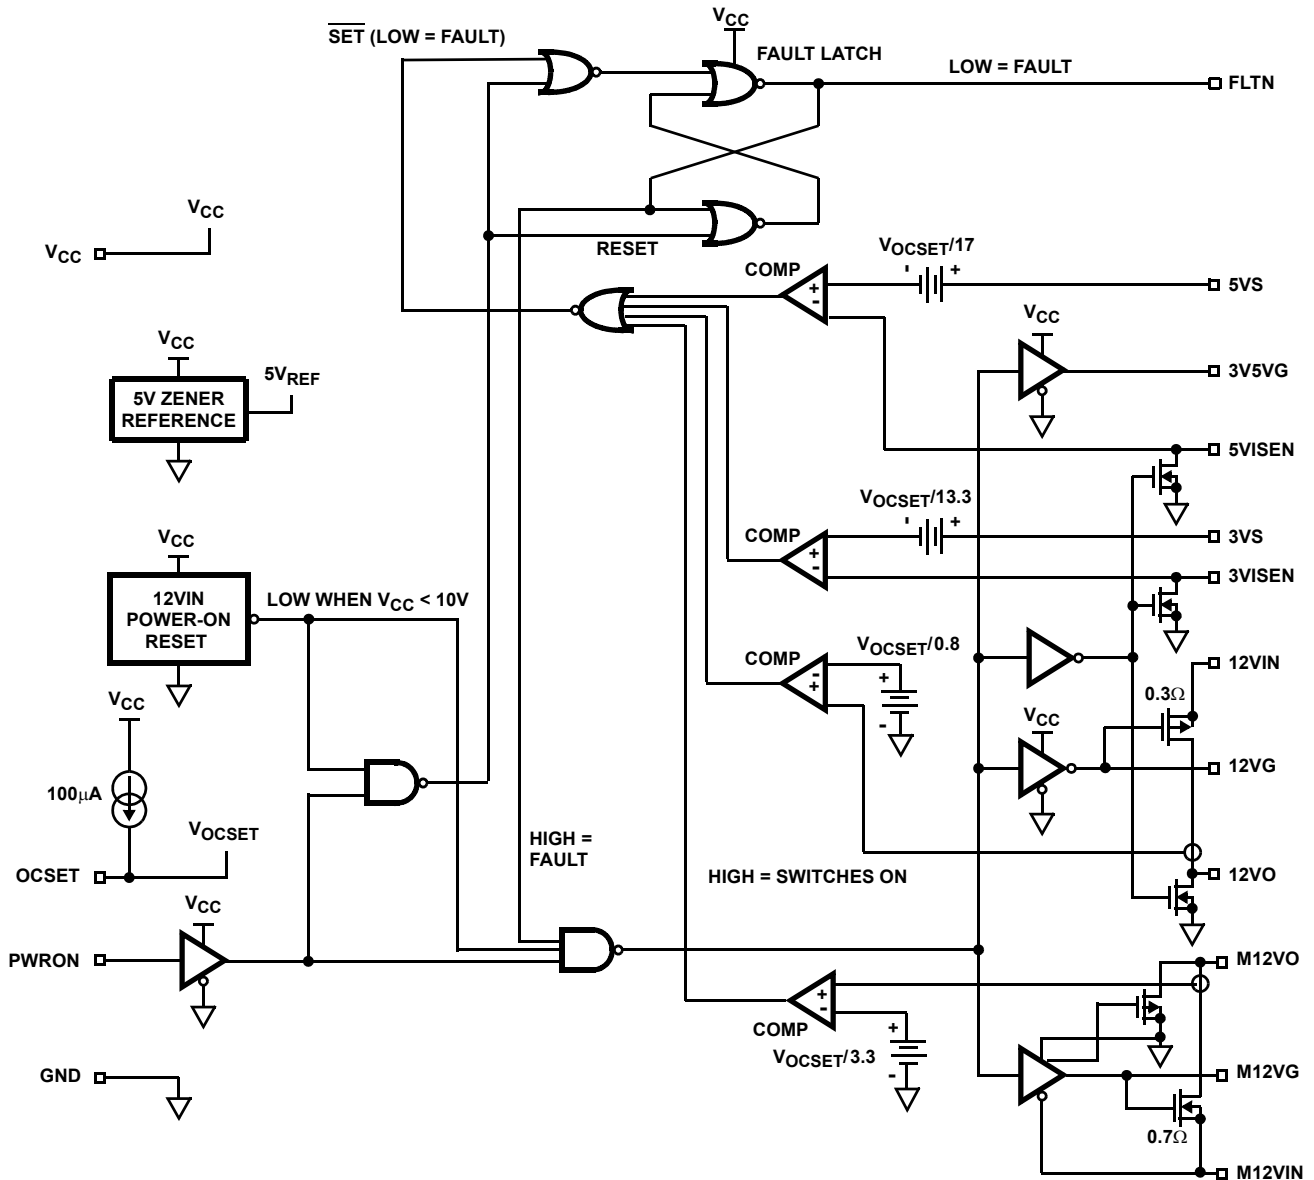 SET (LOW = FAULT)
VCC
FAULT LATCH
LOW = FAULT
FLTN
VCC
VCC
RESET
COMP
VOCSET/17
-
+
5VS
+
-
VCC
3V5VG
VCC
5V ZENER
REFERENCE
5VREF
5VISEN
VOCSET/13.3
-
+
COMP
3VS
+
-
3VISEN
VCC
12VIN
POWER-ON
RESET
LOW WHEN VCC < 10V
COMP
VOCSET/0.8
+
-
-
+
12VIN
0.3Ω
VCC
12VG
VCC
100μA
VOCSET
OCSET
HIGH =
FAULT
HIGH = SWITCHES ON
12VO
VCC
PWRON
M12VO
+
-
COMP
+
-
VOCSET/3.3
GND
M12VG
0.7Ω
M12VIN